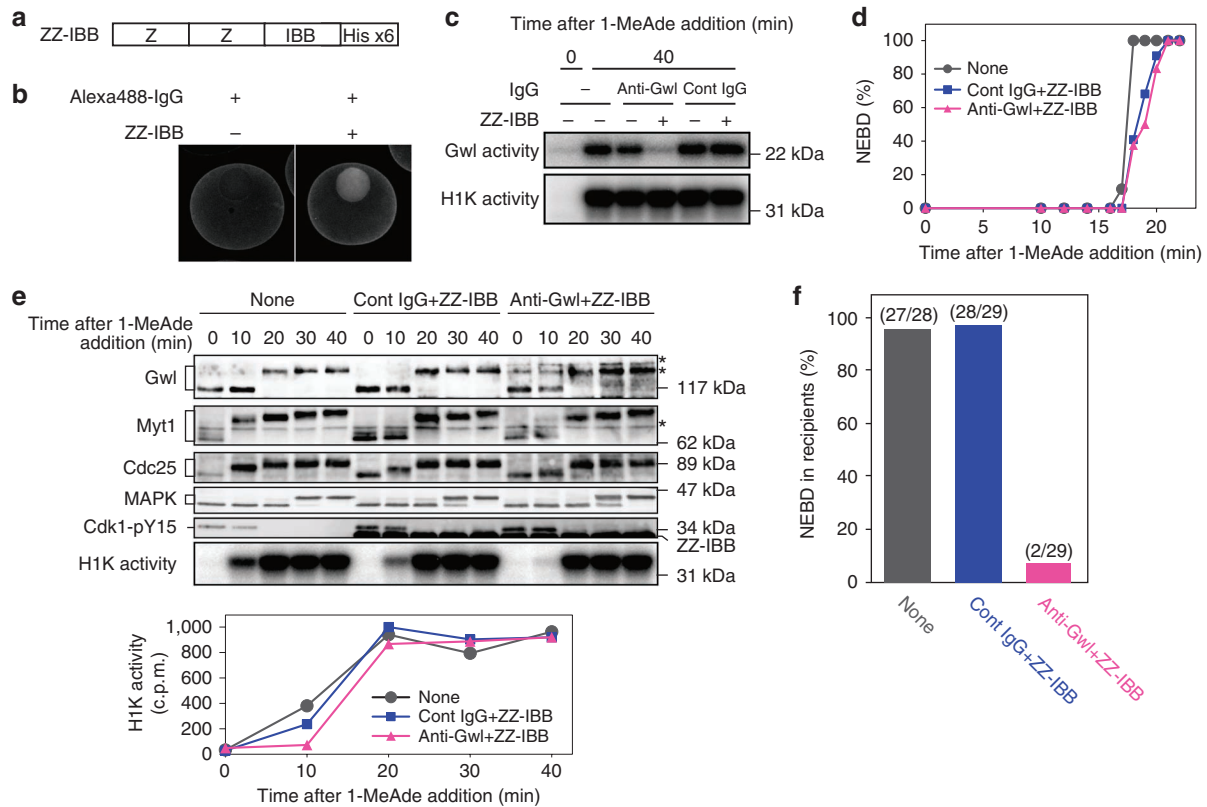 a
ZZ-IBB Z Z IBB His x6
b
Alexa488-IgG + +
ZZ-IBB – +
c
Time after 1-MeAde addition (min)
0 40
IgG – Anti-Gwl Cont IgG
ZZ-IBB – – – + – +
Gwl activity 22 kDa
H1K activity 31 kDa
d
NEBD (%)
100
80
60
40
20
0
None
Cont IgG+ZZ-IBB
Anti-Gwl+ZZ-IBB
0 5 10 15 20
Time after 1-MeAde addition (min)
e
None Cont IgG+ZZ-IBB Anti-Gwl+ZZ-IBB
Time after 1-MeAde
addition (min)
0 10 20 30 40 0 10 20 30 40 0 10 20 30 40
Gwl * * 117 kDa
Myt1 * 62 kDa
Cdc25 89 kDa
MAPK 47 kDa
Cdk1-pY15 34 kDa
ZZ-IBB
H1K activity 31 kDa
H1K activity
(c.p.m.)
1,000
800
600
400
200
0
None
Cont IgG+ZZ-IBB
Anti-Gwl+ZZ-IBB
0 10 20 30 40
Time after 1-MeAde addition (min)
f
NEBD in recipients (%)
100
80
60
40
20
0
(27/28) (28/29)
(2/29)
None
Cont IgG+ZZ-IBB
Anti-Gwl+ZZ-IBB